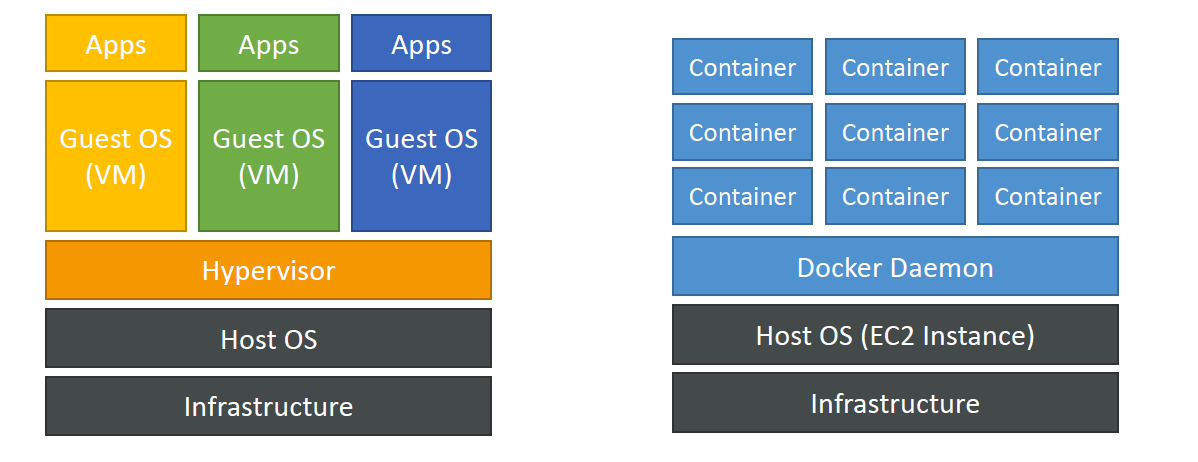 Apps
Apps
Apps
Guest OS
(VM)
Guest OS
(VM)
Guest OS
(VM)
Hypervisor
Host OS
Infrastructure
Container
Container
Container
Container
Container
Container
Container
Container
Container
Docker Daemon
Host OS (EC2 Instance)
Infrastructure